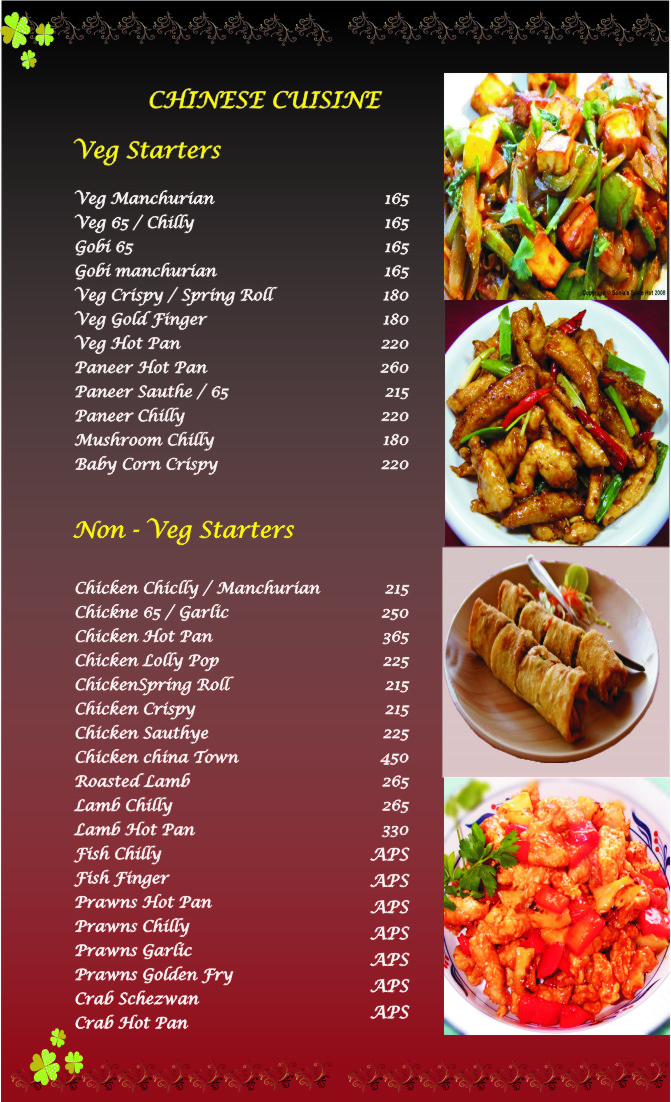 CHINESE CUISINE
Veg Starters
Veg Manchurian 165
Veg 65 / Chilly 165
Gobi 65 165
Gobi manchurian 165
Veg Crispy / Spring Roll 180
Veg Gold Finger 180
Veg Hot Pan 220
Paneer Hot Pan 260
Paneer Sauthe / 65 215
Paneer Chilly 220
Mushroom Chilly 180
Baby Corn Crispy 220
Non - Veg Starters
Chicken Chiclly / Manchurian 215
Chickne 65 / Garlic 250
Chicken Hot Pan 365
Chicken Lolly Pop 225
ChickenSpring Roll 215
Chicken Crispy 215
Chicken Sauthye 225
Chicken china Town 450
Roasted Lamb 265
Lamb Chilly 265
Lamb Hot Pan 330
Fish Chilly APS
Fish Finger APS
Prawns Hot Pan APS
Prawns Chilly APS
Prawns Garlic APS
Prawns Golden Fry APS
Crab Schezwan APS
Crab Hot Pan